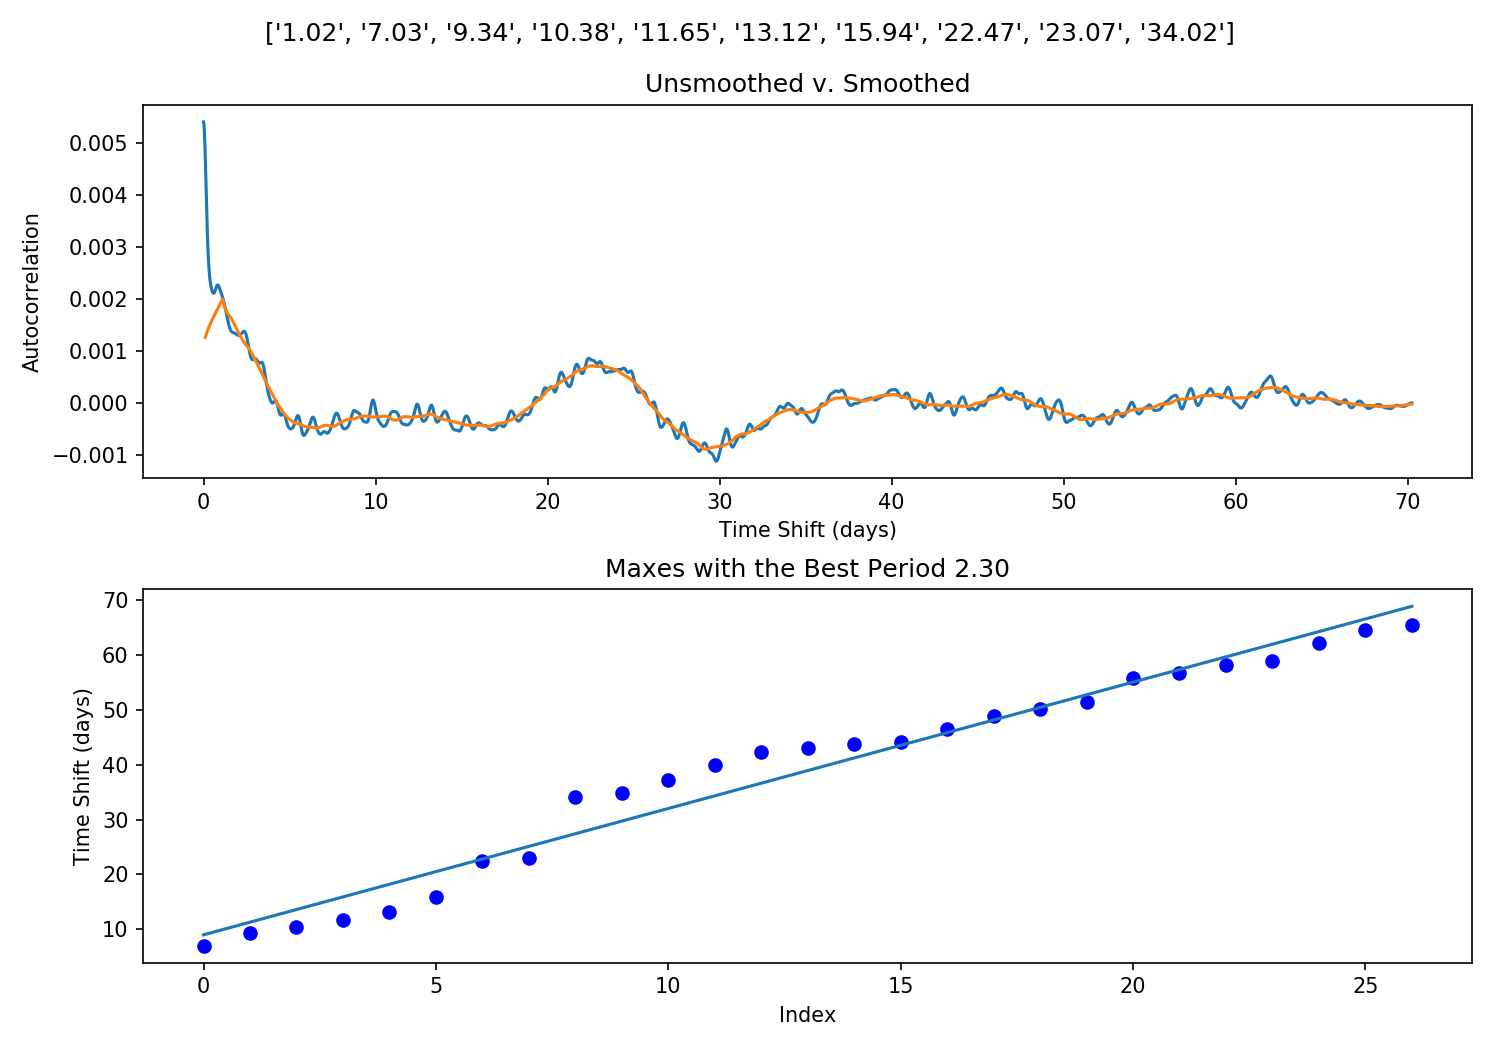 ['1.02', '7.03', '9.34', '10.38', '11.65', '13.12', '15.94', '22.47', '23.07', '34.02']
Unsmoothed v. Smoothed
Autocorrelation
0.005
0.004
0.003
0.002
0.001
0.000
−0.001
0 10 20 30 40 50 60 70
Time Shift (days)
Maxes with the Best Period 2.30
Time Shift (days)
70
60
50
40
30
20
10
0 5 10 15 20 25
Index